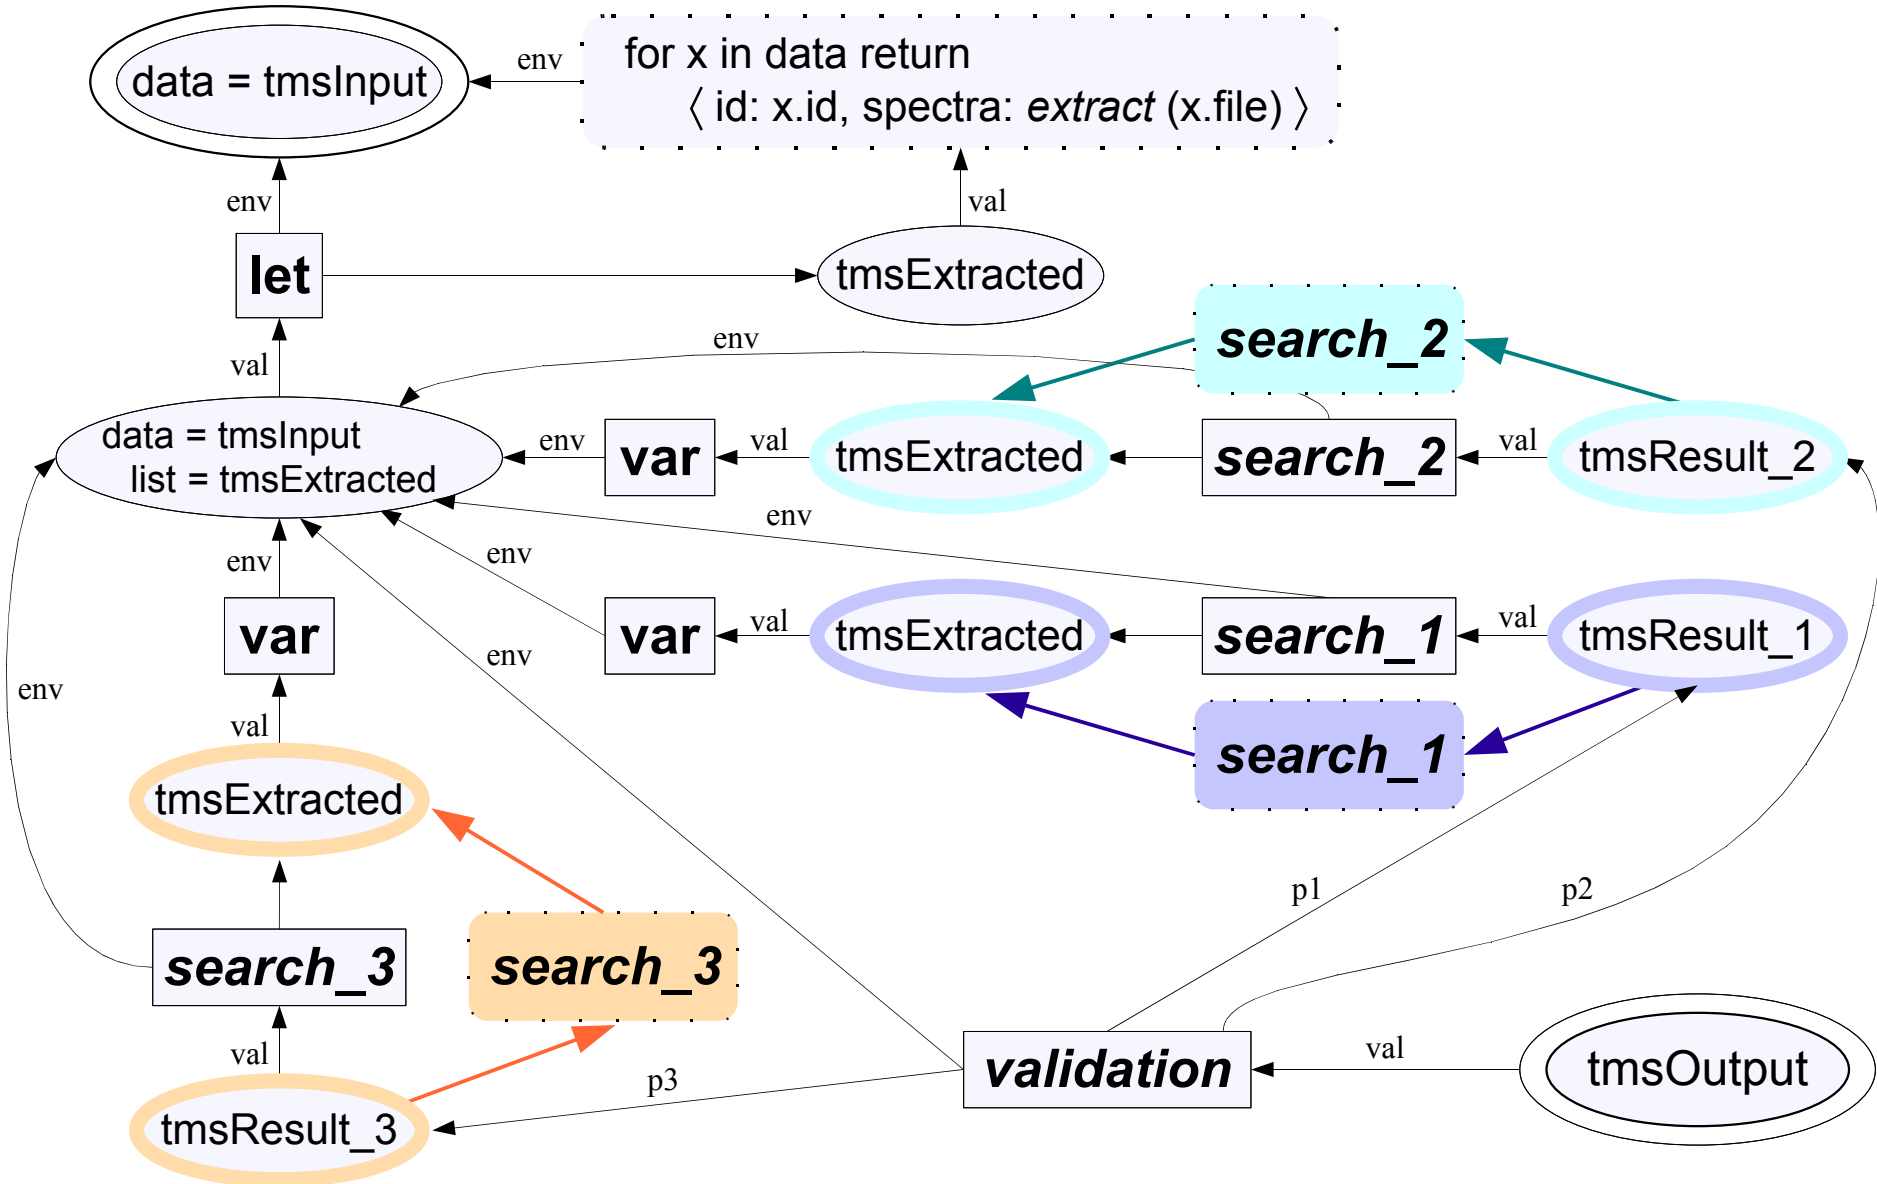 data = tmsInput
env
for x in data return
〈 id: x.id, spectra: extract (x.file) 〉
env
val
let
tmsExtracted
val
env
search_2
data = tmsInput
list = tmsExtracted
env
var
val
tmsExtracted
search_2
val
tmsResult_2
env
env
env
var
env
var
val
tmsExtracted
search_1
val
tmsResult_1
env
val
search_1
tmsExtracted
p1
p2
search_3
search_3
val
p3
validation
val
tmsOutput
tmsResult_3